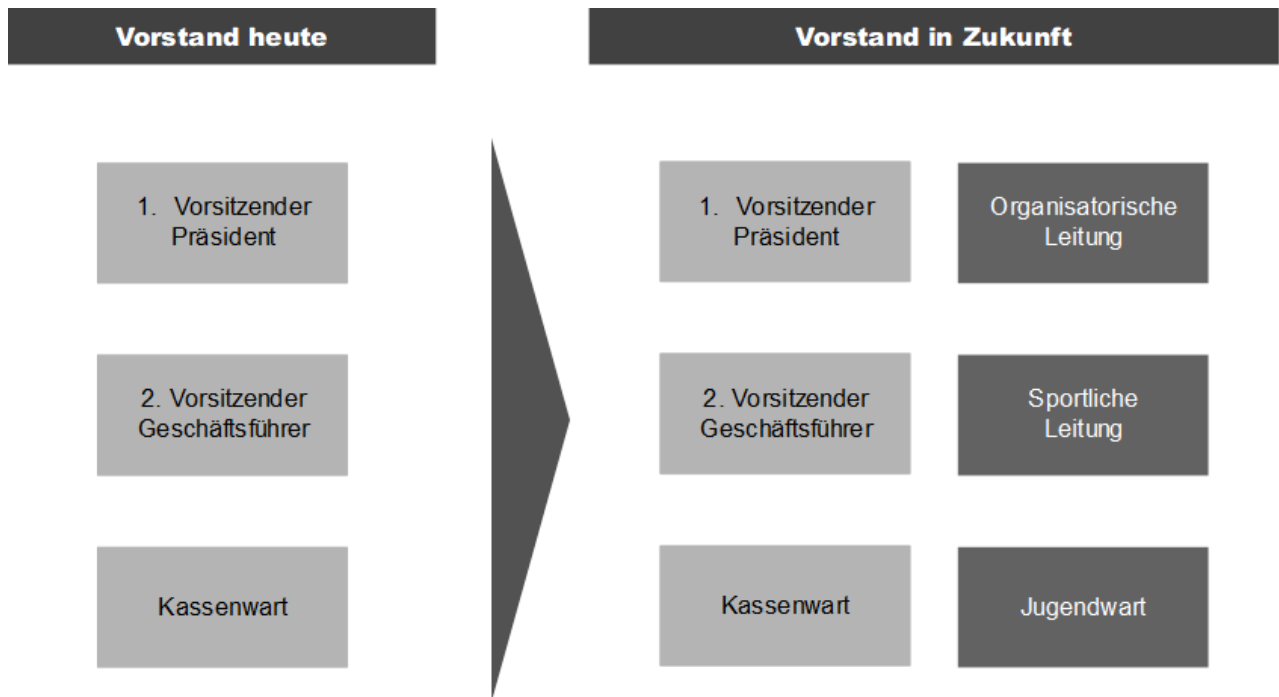 Vorstand heute
Vorstand in Zukunft
1. Vorsitzender
Präsident
2. Vorsitzender
Geschäftsführer
Kassenwart
1. Vorsitzender
Präsident
Organisatorische
Leitung
2. Vorsitzender
Geschäftsführer
Sportliche
Leitung
Kassenwart
Jugendwart